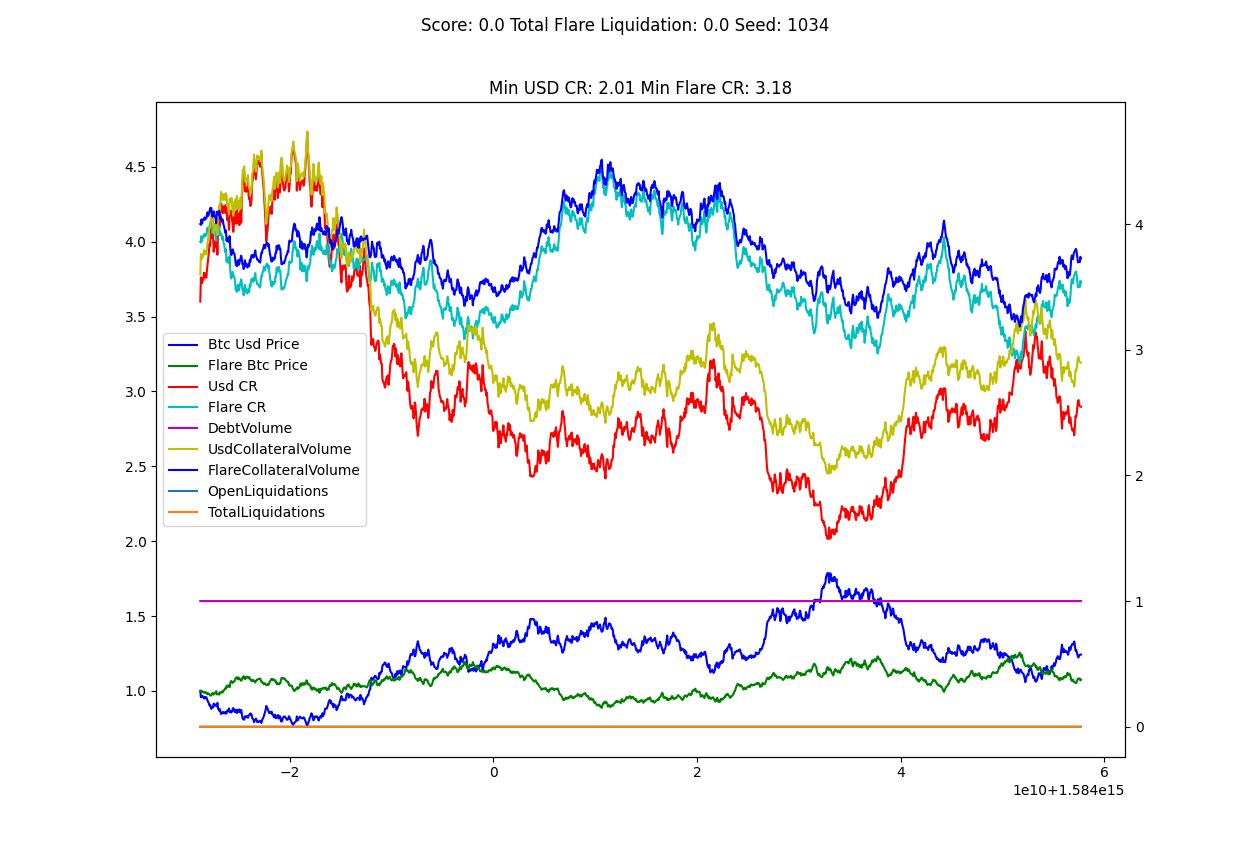 Score: 0.0 Total Flare Liquidation: 0.0 Seed: 1034
Min USD CR: 2.01 Min Flare CR: 3.18
4.5
4.0
3.5
3.0
2.5
2.0
1.5
1.0
Btc Usd Price
Flare Btc Price
Usd CR
Flare CR
DebtVolume
UsdCollateralVolume
FlareCollateralVolume
OpenLiquidations
TotalLiquidations
4
3
2
1
0
−2 0 2 4 6
1e10+1.584e15